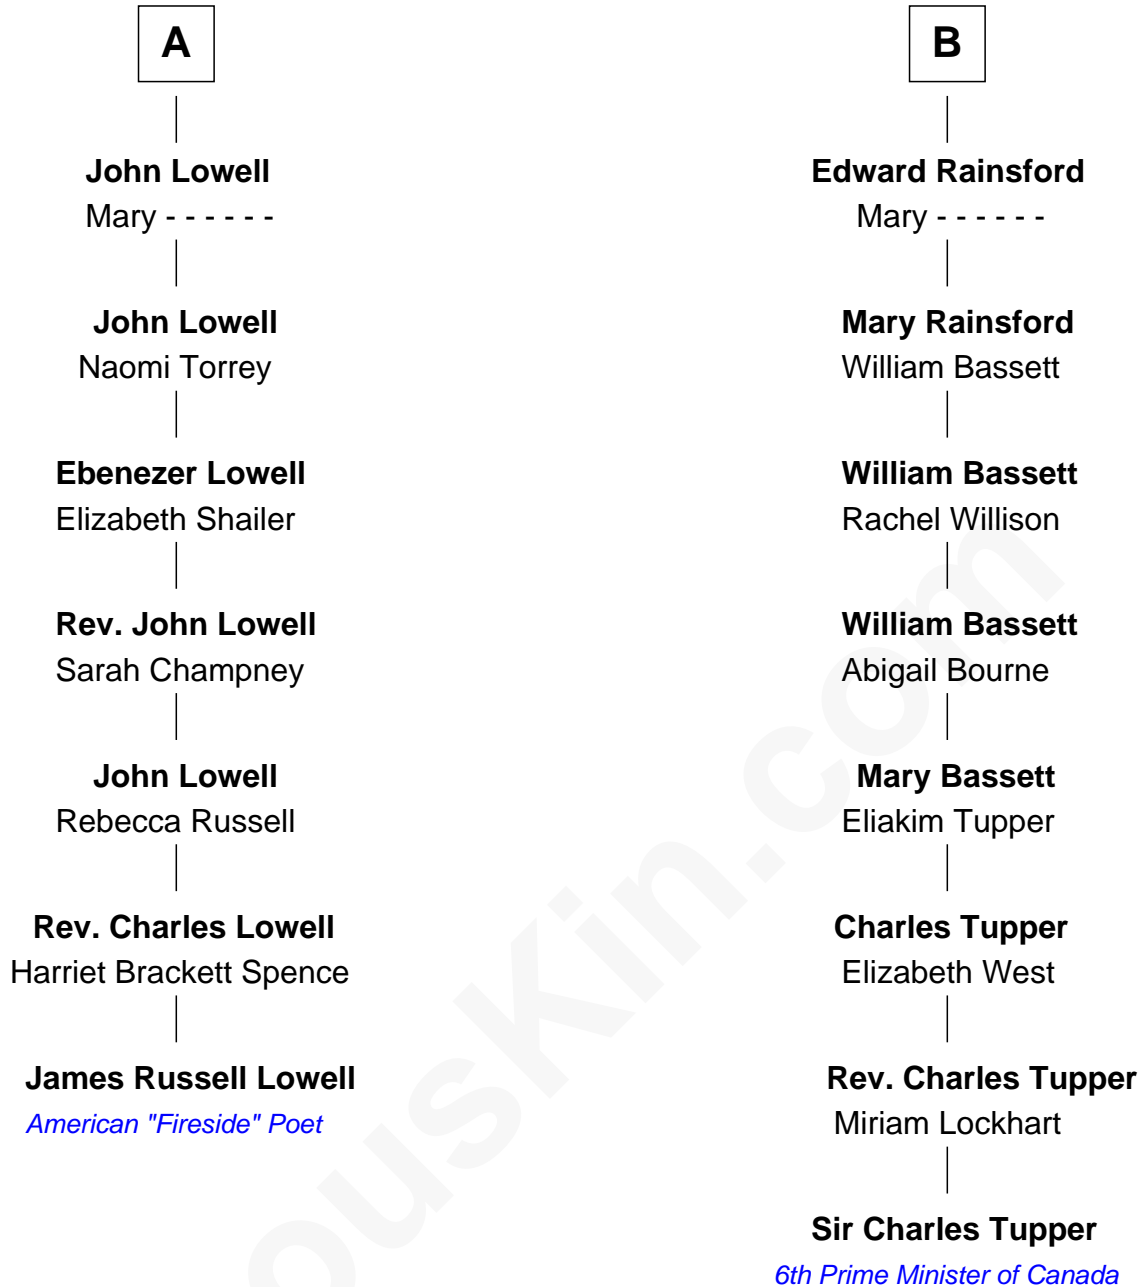 A
John Lowell
Mary - - - - - -
John Lowell
Naomi Torrey
Ebenezer Lowell
Elizabeth Shailer
Rev. John Lowell
Sarah Champney
John Lowell
Rebecca Russell
Rev. Charles Lowell
Harriet Brackett Spence
James Russell Lowell
American "Fireside" Poet
B
Edward Rainsford
Mary - - - - - -
Mary Rainsford
William Bassett
William Bassett
Rachel Willison
William Bassett
Abigail Bourne
Mary Bassett
Eliakim Tupper
Charles Tupper
Elizabeth West
Rev. Charles Tupper
Miriam Lockhart
Sir Charles Tupper
6th Prime Minister of Canada
ousKin.com